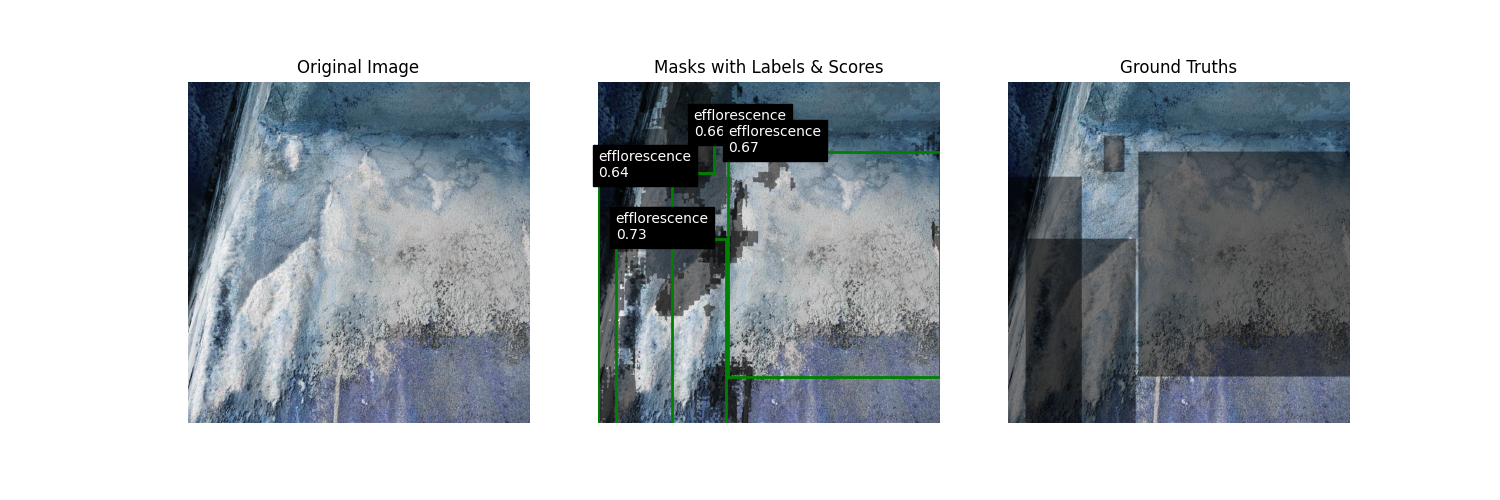 Original Image
Masks with Labels & Scores
Ground Truths
efflorescence
0.66
efflorescence
0.67
efflorescence
0.64
efflorescence
0.73